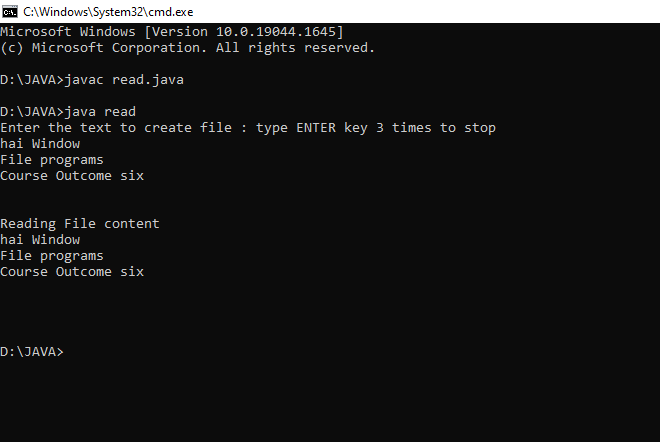 C:\Windows\System32\cmd.exe
Microsoft Windows [Version 10.0.19044.1645]
(c) Microsoft Corporation. All rights reserved.
D:\JAVA>javac read.java
D:\JAVA>java read
Enter the text to create file : type ENTER key 3 times to stop
hai Window
File programs
Course Outcome six
Reading File content
hai Window
File programs
Course Outcome six
D:\JAVA>